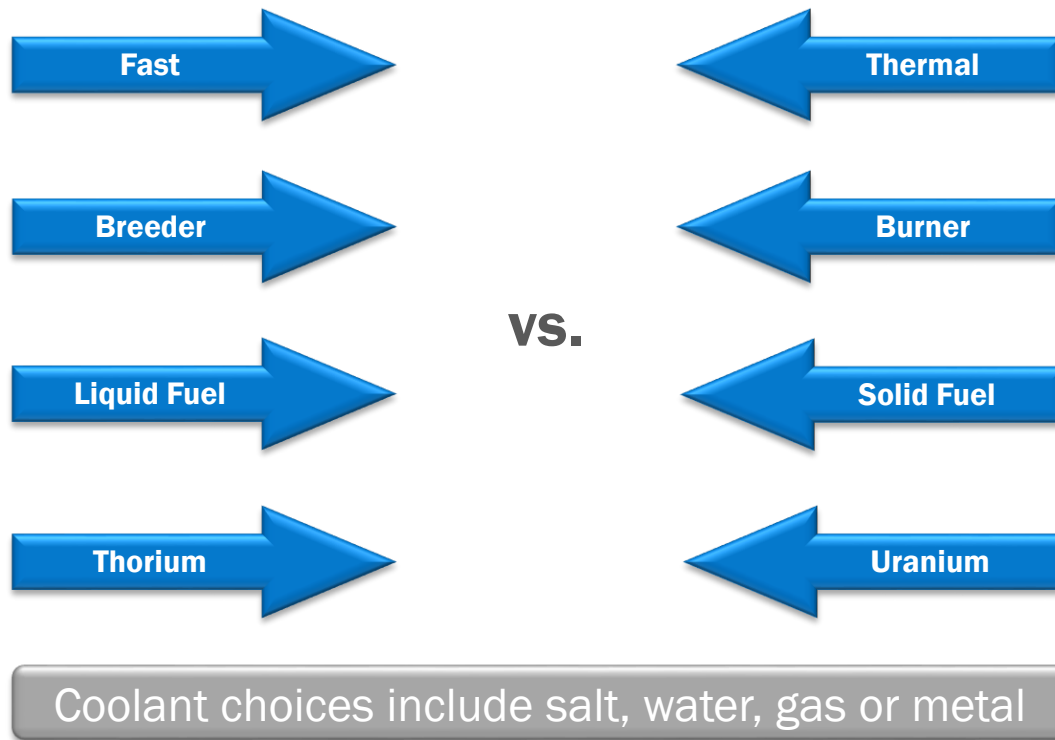 Fast
Thermal
Breeder
Burner
vs.
Liquid Fuel
Solid Fuel
Thorium
Uranium
Coolant choices include salt, water, gas or metal